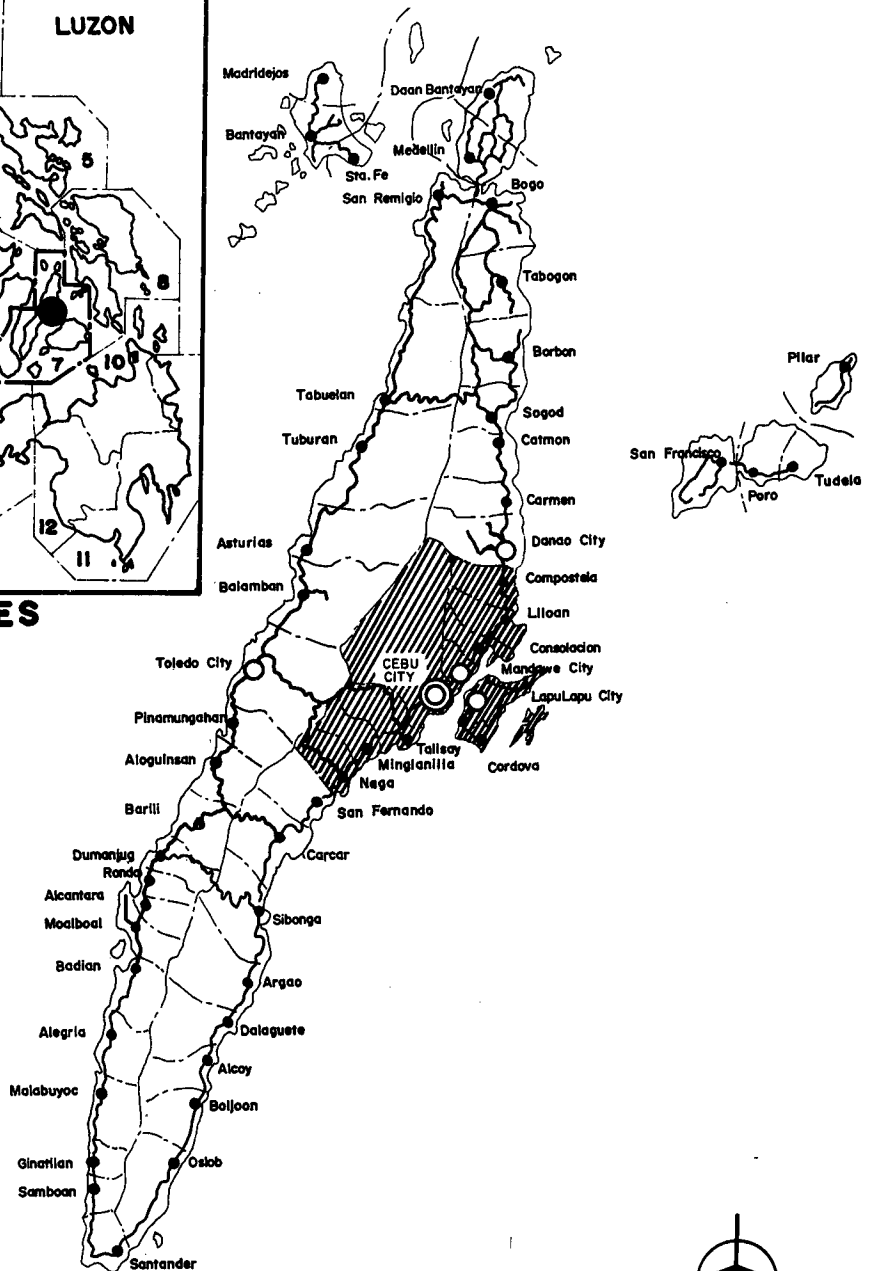 LUZON
5
8
7
10
12
11
ES
Madridejos
Daan Bantayan
Bantayan
Medellin
Sta. Fe
San Remigio
Bogo
Tabogon
Borbon
Pilar
Tabuelan
Sogod
Tuburan
Catmon
San Francisco
Tudela
Poro
Carmen
Asturias
Danao City
Balamban
Compostela
Liloan
Consolacion
Toledo City
CEBU
CITY
Mandawe City
LapuLapu City
Pinamungahan
Talisay
Aloguinsan
Minglanilla
Cordova
Naga
Barili
San Fernando
Dumanjug
Carcar
Ronda
Alcantara
Moalboal
Sibonga
Badian
Argao
Alegria
Dalaguete
Alcoy
Malabuyoc
Boljoon
Ginatilan
Oslob
Samboan
Santander